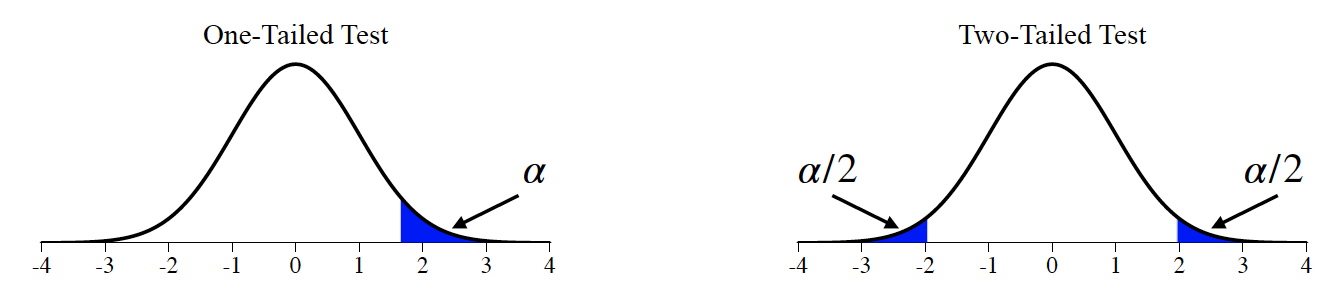 One-Tailed Test
α
-4 -3 -2 -1 0 1 2 3 4
Two-Tailed Test
α/2 α/2
-4 -3 -2 -1 0 1 2 3 4